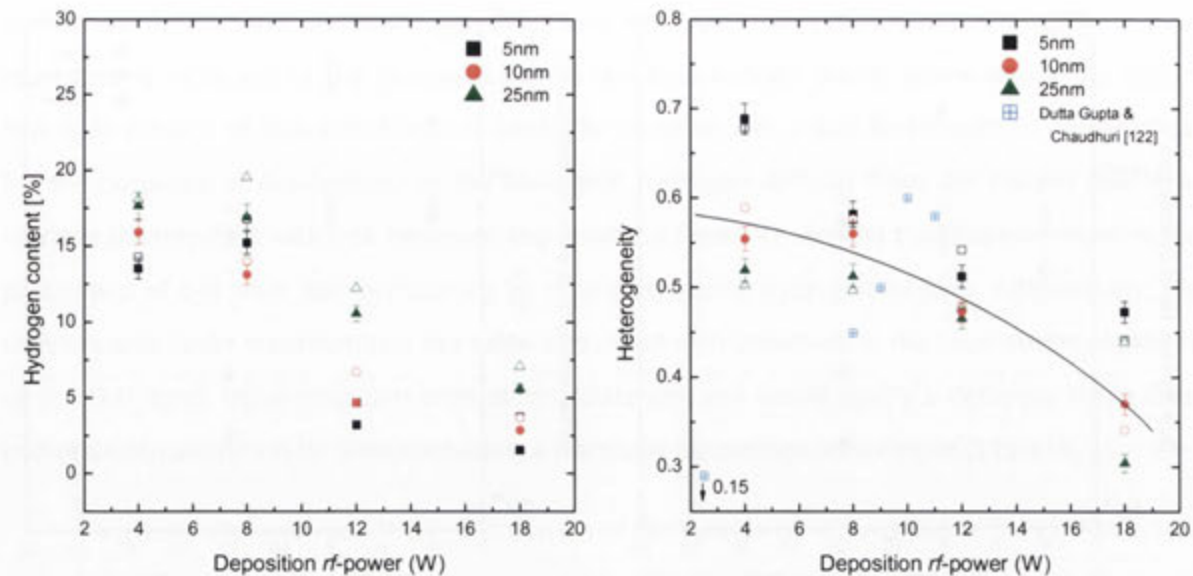 30
25
20
15
10
5
0
Hydrogen content [%]
2 4 6 8 10 12 14 16 18 20
Deposition rf-power (W)
5nm
10nm
25nm
0.8
0.7
0.6
0.5
0.4
0.3
Heterogeneity
2 4 6 8 10 12 14 16 18 20
Deposition rf-power (W)
5nm
10nm
25nm
Dutta Gupta &
Chaudhuri [122]
0.15